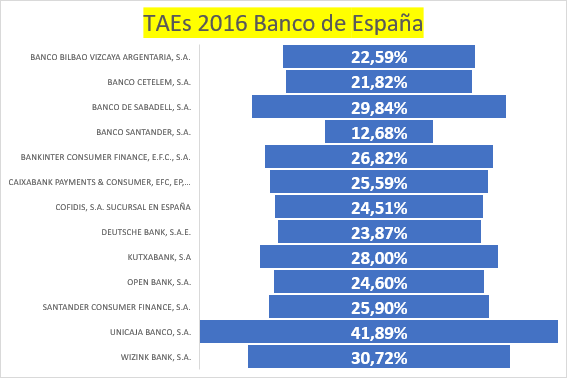 TAEs 2016 Banco de España
BANCO BILBAO VIZCAYA ARGENTARIA, S.A. 22,59%
BANCO CETELEM, S.A. 21,82%
BANCO DE SABADELL, S.A. 29,84%
BANCO SANTANDER, S.A. 12,68%
BANKINTER CONSUMER FINANCE, E.F.C., S.A. 26,82%
CAIXABANK PAYMENTS & CONSUMER, EFC, EP,... 25,59%
COFIDIS, S.A. SUCURSAL EN ESPAÑA 24,51%
DEUTSCHE BANK, S.A.E. 23,87%
KUTXABANK, S.A 28,00%
OPEN BANK, S.A. 24,60%
SANTANDER CONSUMER FINANCE, S.A. 25,90%
UNICAJA BANCO, S.A. 41,89%
WIZINK BANK, S.A. 30,72%